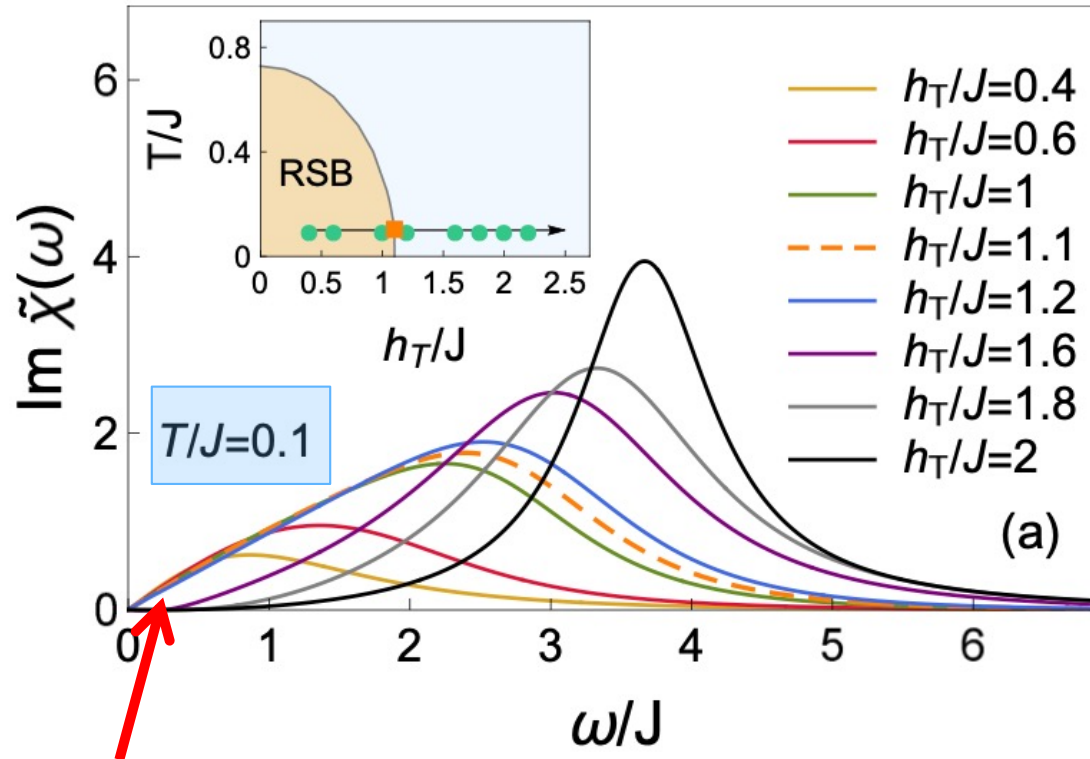 6
4
2
0
Im χ̃(ω)
0.8
0.4
0
T/J
RSB
0 0.5 1 1.5 2 2.5
h_T/J
h_T/J=0.4
h_T/J=0.6
h_T/J=1
h_T/J=1.1
h_T/J=1.2
h_T/J=1.6
h_T/J=1.8
h_T/J=2
T/J=0.1
(a)
0 1 2 3 4 5 6
ω/J